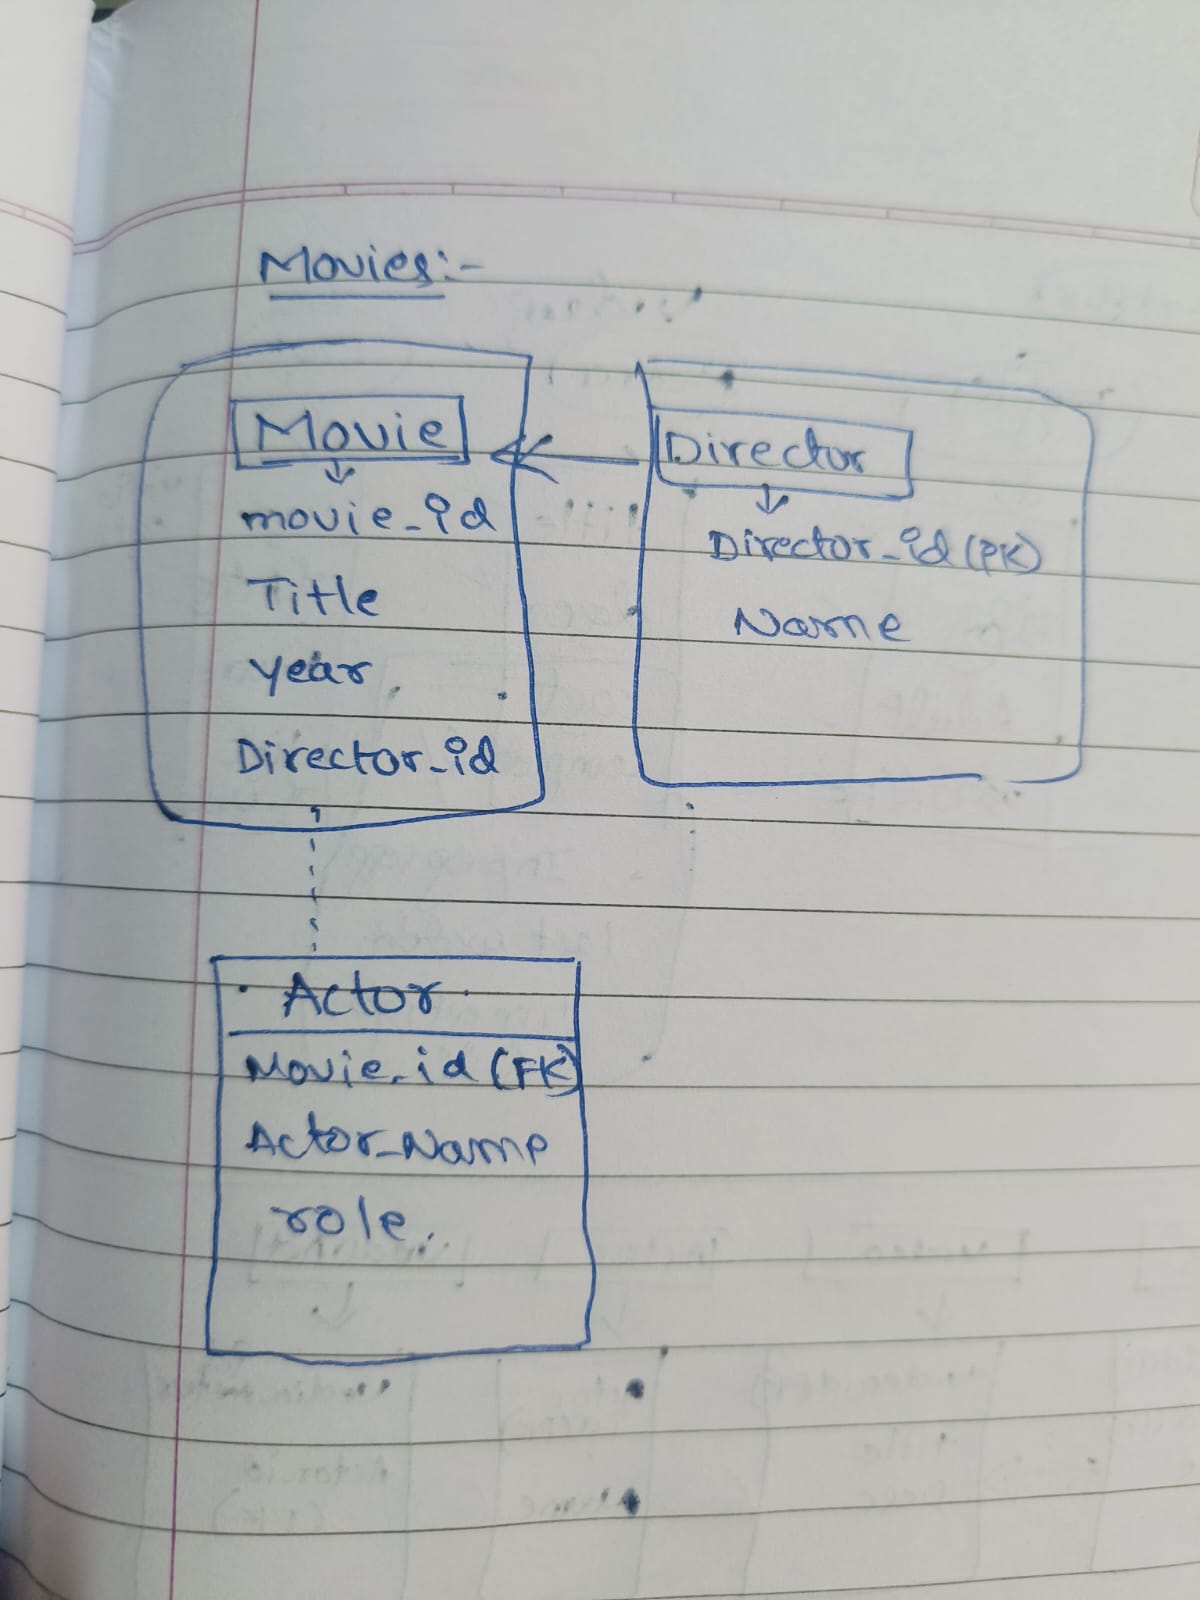 Movies:-
Movie
movie_id
Title
year
Director_id
Director
Director_id (PK)
Name
Actor
Movie_id (FK)
Actor_Name
role